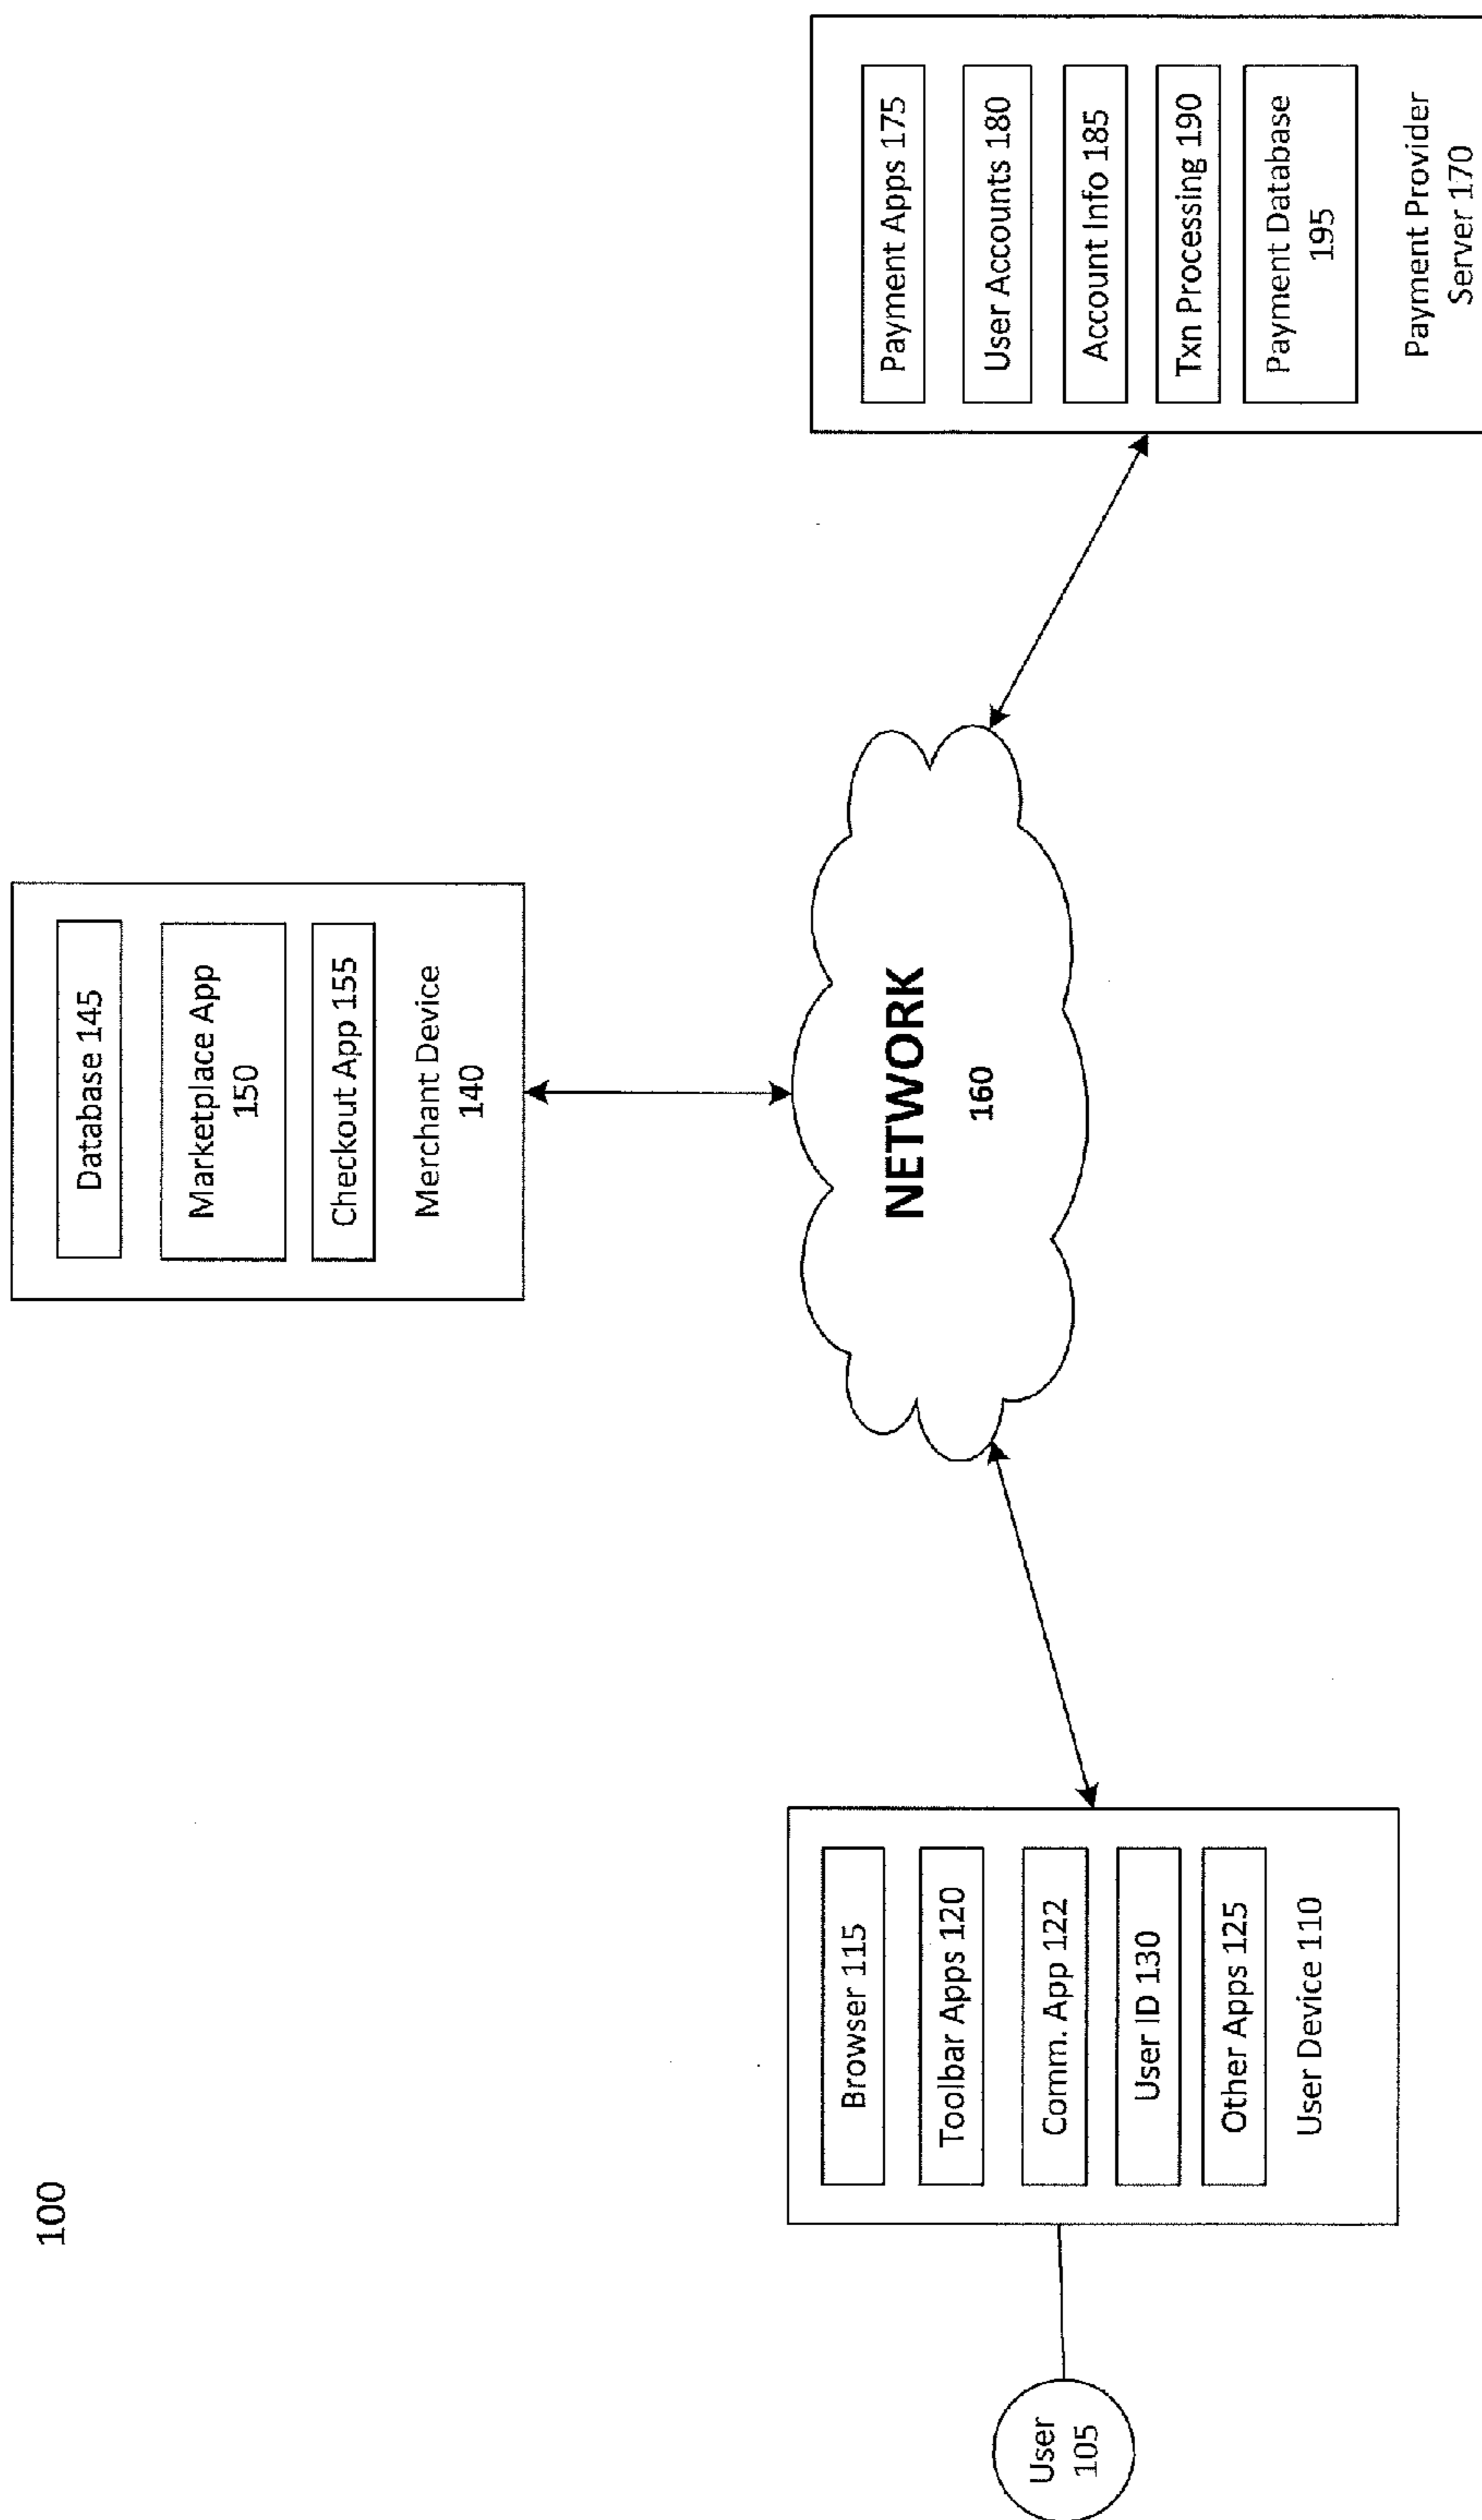 100
User
105
Browser 115
Toolbar Apps 120
Comm. App 122
User ID 130
Other Apps 125
User Device 110
Database 145
Marketplace App
150
Checkout App 155
Merchant Device
140
NETWORK
160
Payment Apps 175
User Accounts 180
Account Info 185
Txn Processing 190
Payment Database
195
Payment Provider
Server 170